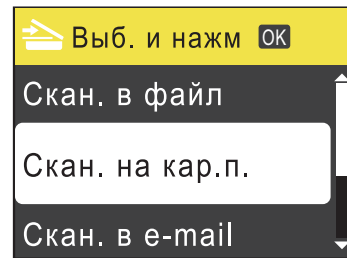 Выб. и нажм OK
Скан. в файл
Скан. на кар.п.
Скан. в e-mail